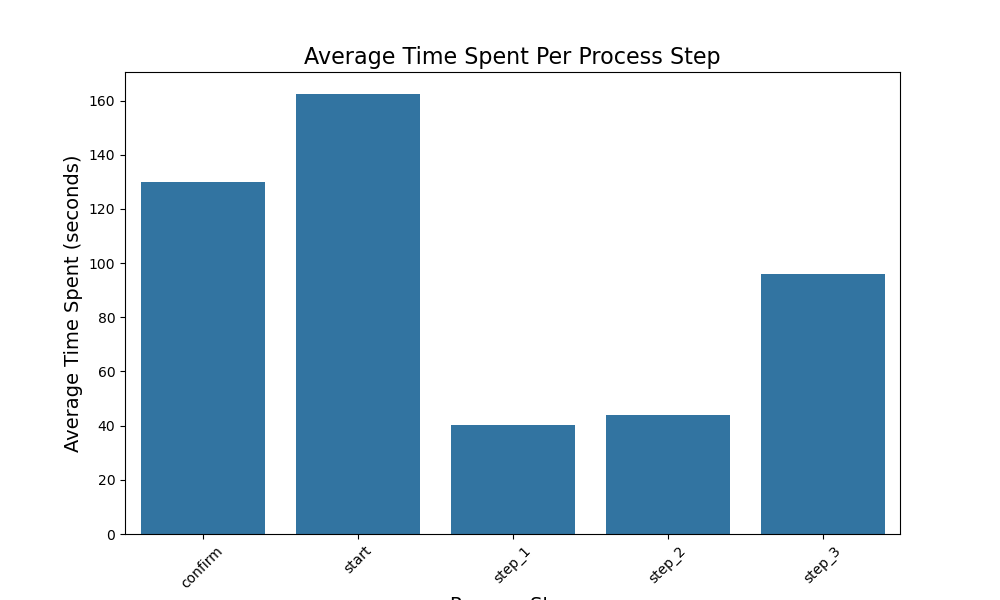 Average Time Spent Per Process Step
Average Time Spent (seconds)
160
140
120
100
80
60
40
20
0
confirm
start
step_1
step_2
step_3